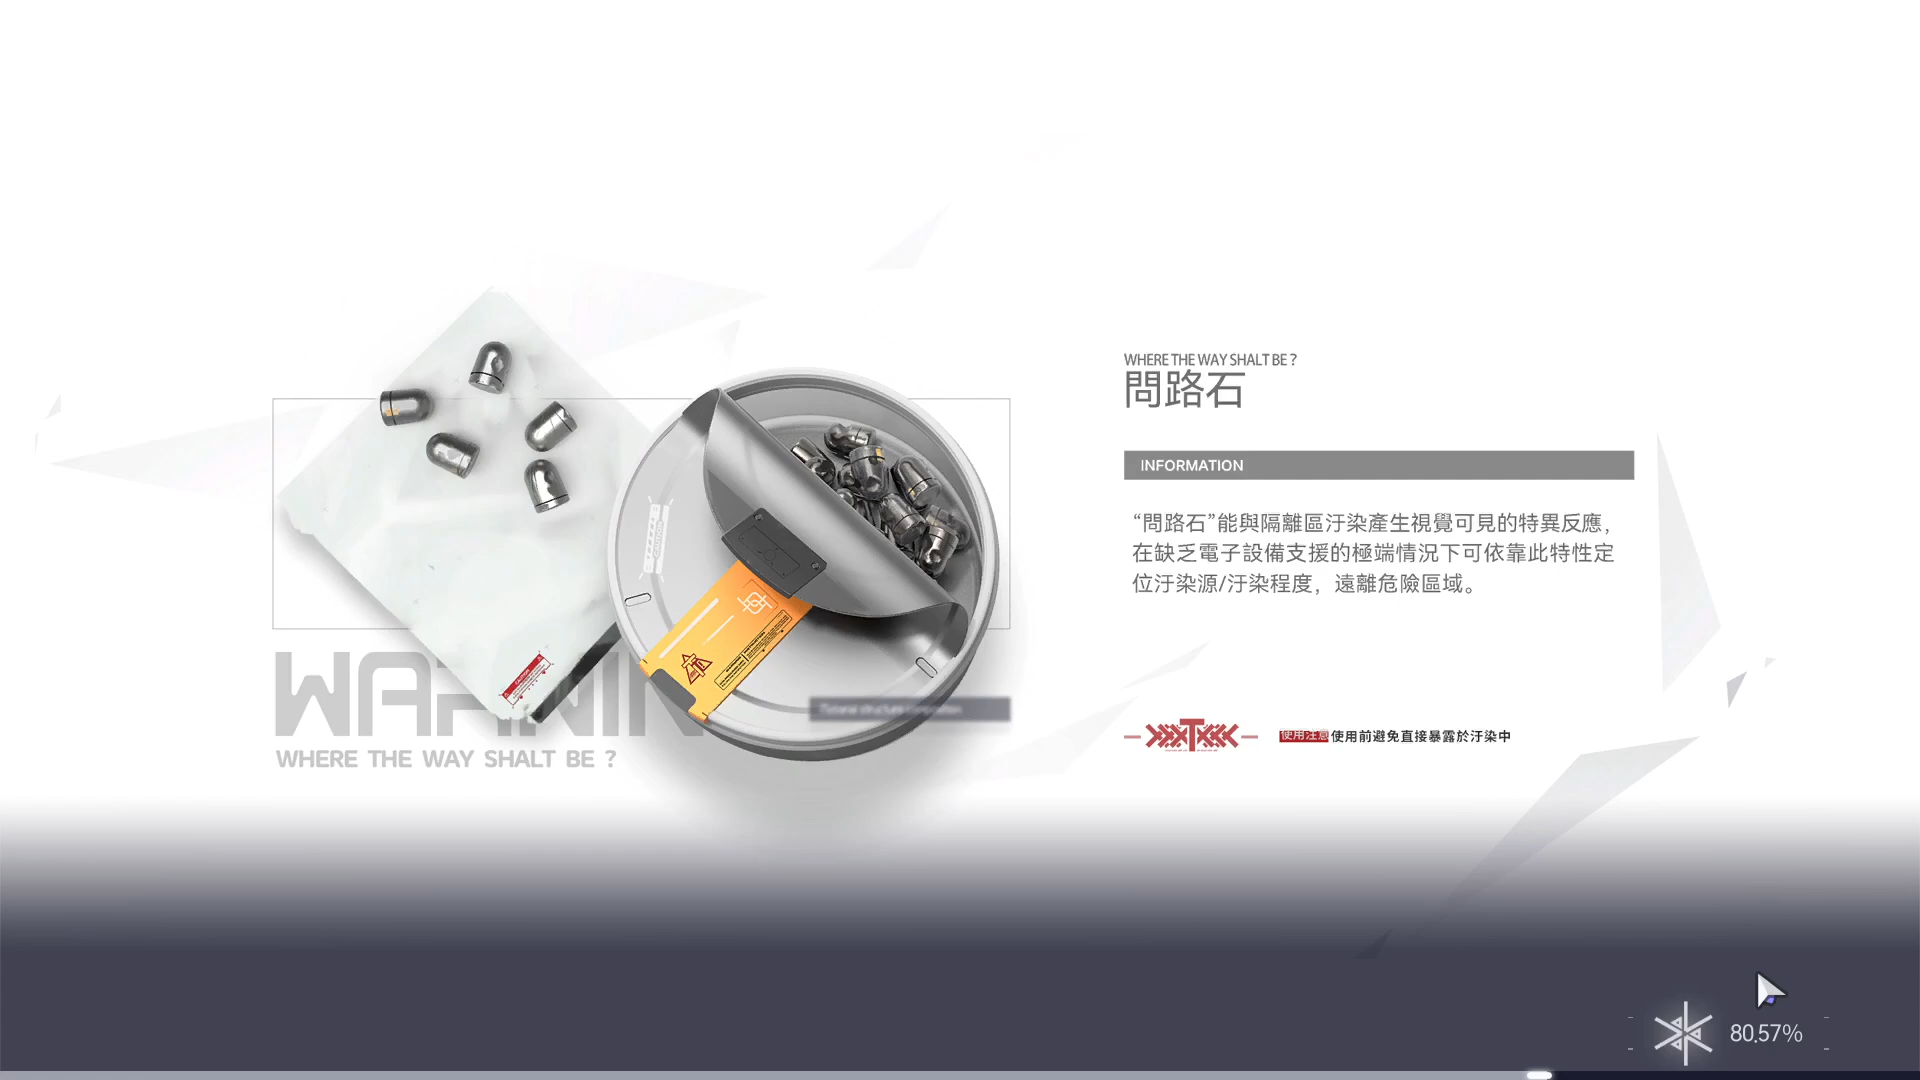 WHERE THE WAY SHALT BE ?
問路石
INFORMATION
“問路石”能與隔離區汙染產生視覺可見的特異反應，
在缺乏電子設備支援的極端情況下可依靠此特性定
位汙染源/汙染程度，遠離危險區域。
使用注意 使用前避免直接暴露於汙染中
WARNIN
WHERE THE WAY SHALT BE ?
CAUTION
80.57%